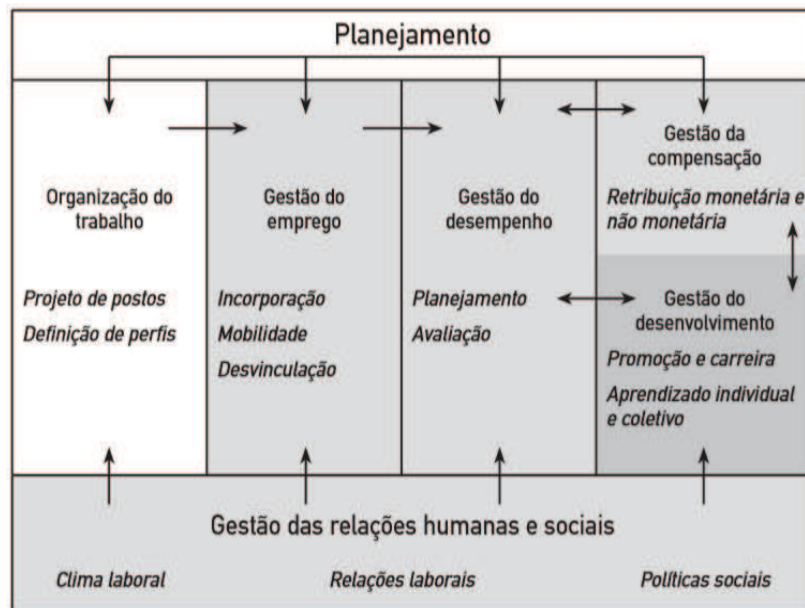 Planejamento
Organização do
trabalho
Projeto de postos
Definição de perfis
Gestão do
emprego
Incorporação
Mobilidade
Desvinculação
Gestão do
desempenho
Planejamento
Avaliação
Gestão da
compensação
Retribuição monetária e
não monetária
Gestão do
desenvolvimento
Promoção e carreira
Aprendizado individual
e coletivo
Gestão das relações humanas e sociais
Clima laboral
Relações laborais
Políticas sociais